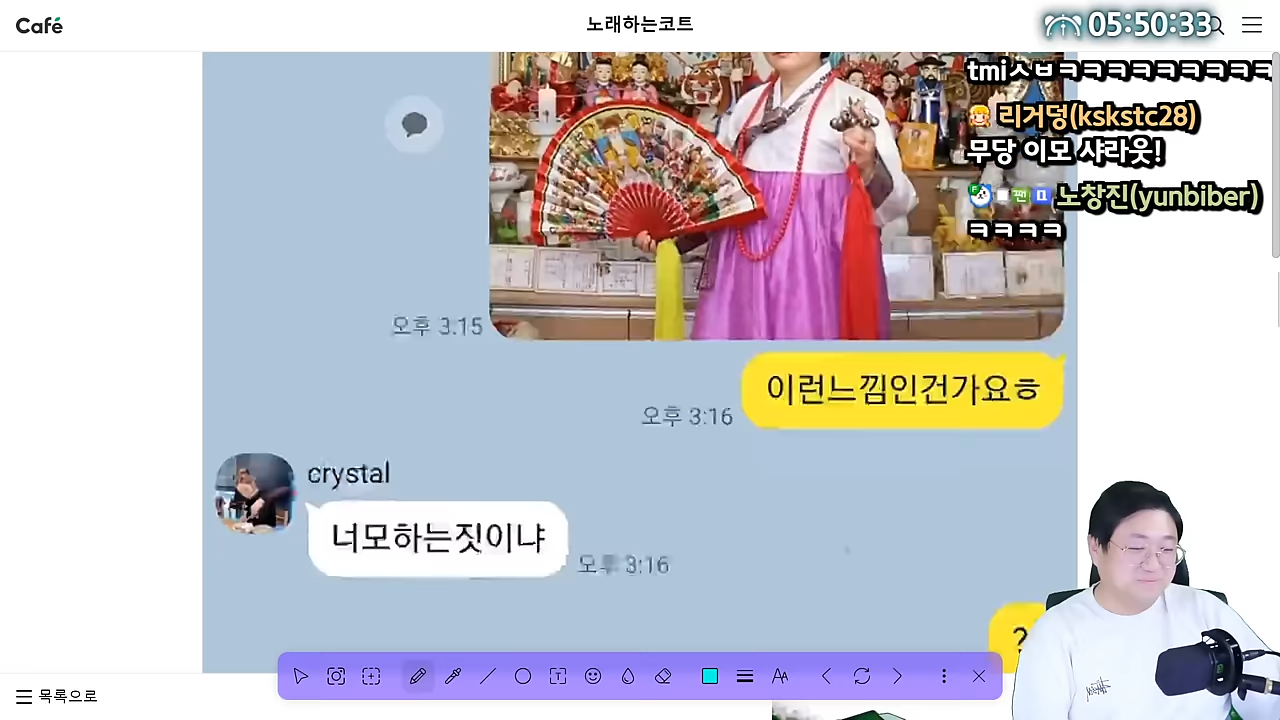 Café
노래하는코트
05:50:33
tmiㅅㅂㅋㅋㅋㅋㅋㅋㅋㅋㅋ
리거덩(kskstc28)
무당 이모 샤라웃!
노창진(yunbiber)
ㅋㅋㅋㅋ
오후 3:15
이런느낌인건가요ㅎ
오후 3:16
crystal
너모하는짓이냐
오후 3:16
?
목록으로